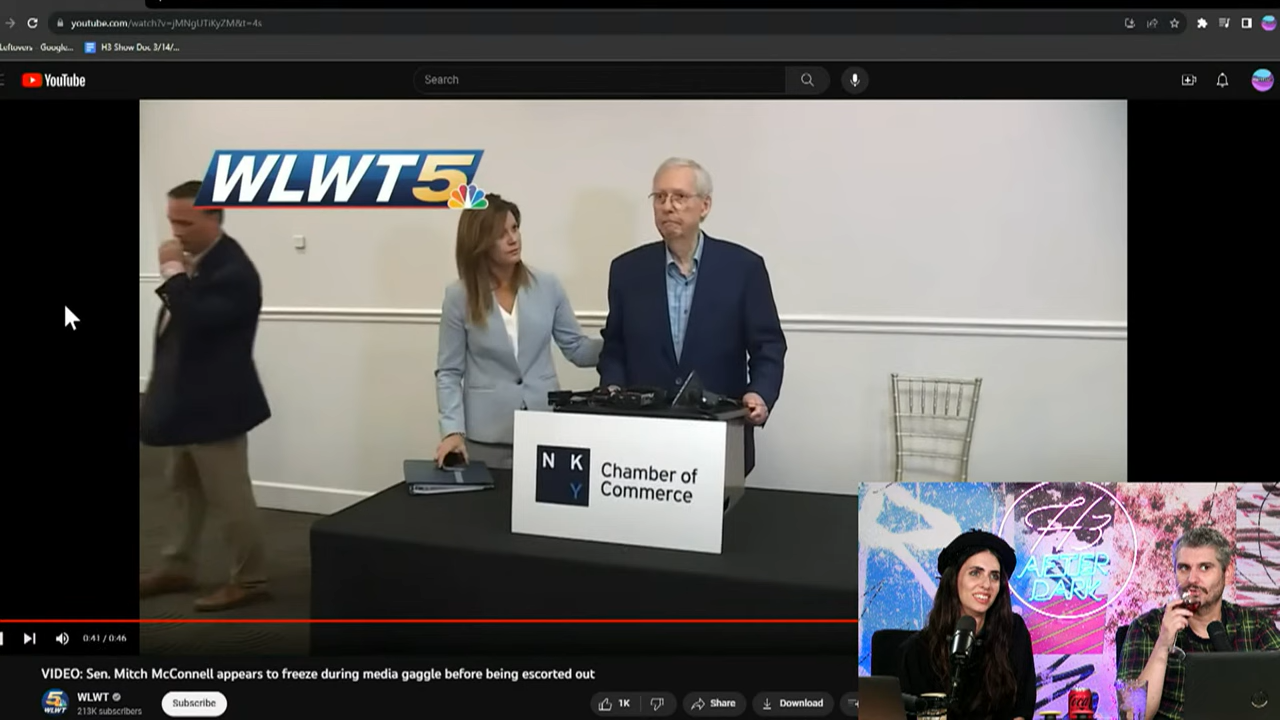 youtube.com/watch?v=jMNgUTiKyZM&t=4s
Leftovers Google... H3 Show Doc 3/14/...
YouTube
Search
WLWT5
N K
Y
Chamber of
Commerce
H3
AFTER
DARK
0:41 / 0:46
VIDEO: Sen. Mitch McConnell appears to freeze during media gaggle before being escorted out
WLWT
213K subscribers
Subscribe
1K
Share
Download